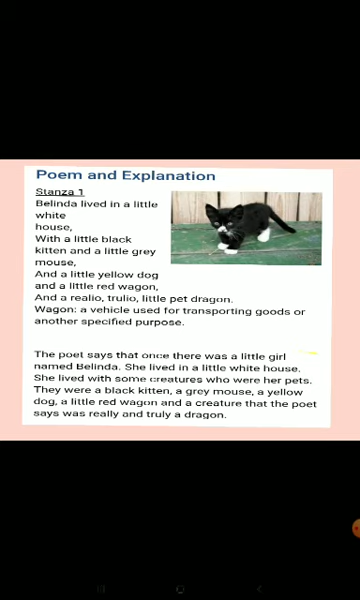 Poem and Explanation
Stanza 1
Belinda lived in a little
white
house,
With a little black
kitten and a little grey
mouse,
And a little yellow dog
and a little red wagon,
And a realio, trulio, little pet dragon.
Wagon: a vehicle used for transporting goods or
another specified purpose.
The poet says that once there was a little girl
named Belinda. She lived in a little white house.
She lived with some creatures who were her pets.
They were a black kitten, a grey mouse, a yellow
dog, a little red wagon and a creature that the poet
says was really and truly a dragon.